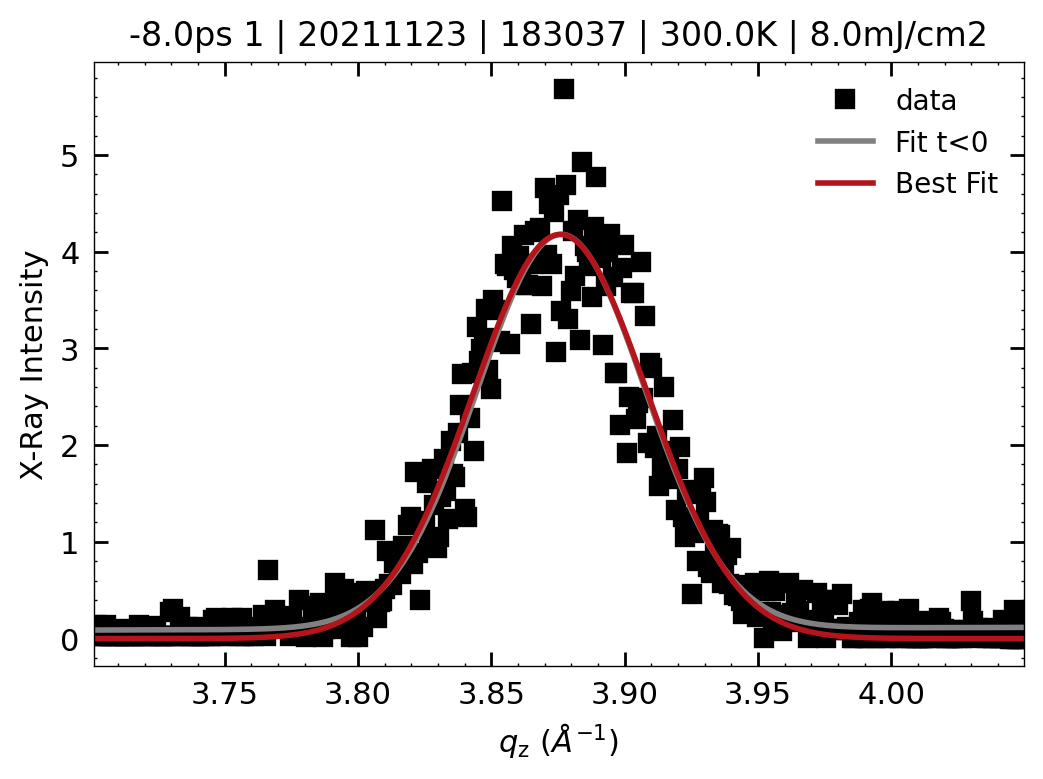 -8.0ps 1 | 20211123 | 183037 | 300.0K | 8.0mJ/cm2
data
Fit t<0
Best Fit
X-Ray Intensity
5
4
3
2
1
0
3.75 3.80 3.85 3.90 3.95 4.00
q_z (Å⁻¹)